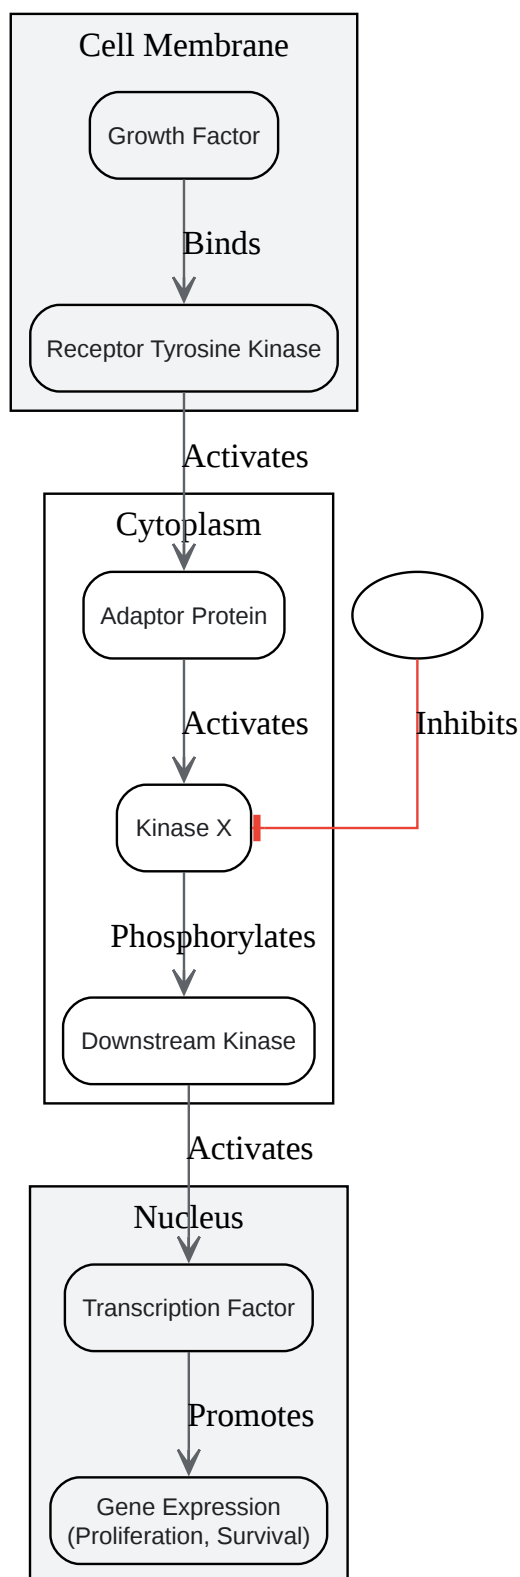 Cell Membrane
Growth Factor
Binds
Receptor Tyrosine Kinase
Activates
Cytoplasm
Adaptor Protein
Activates
Inhibits
Kinase X
Phosphorylates
Downstream Kinase
Activates
Nucleus
Transcription Factor
Promotes
Gene Expression
(Proliferation, Survival)